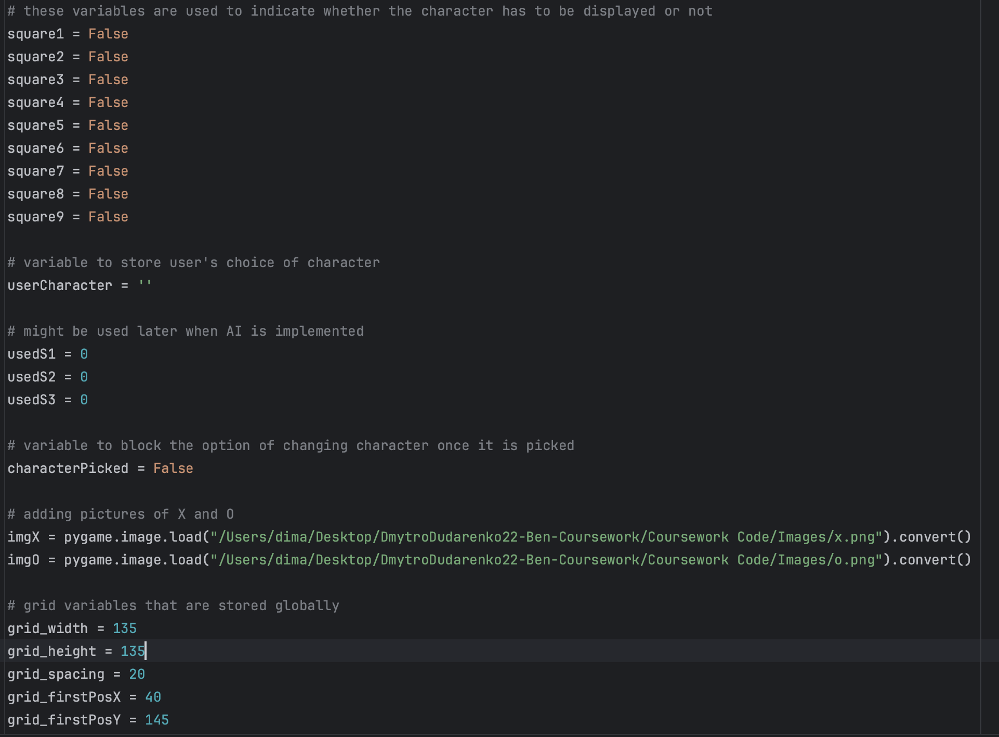 # these variables are used to indicate whether the character has to be displayed or not
square1 = False
square2 = False
square3 = False
square4 = False
square5 = False
square6 = False
square7 = False
square8 = False
square9 = False
# variable to store user's choice of character
userCharacter = ''
# might be used later when AI is implemented
usedS1 = 0
usedS2 = 0
usedS3 = 0
# variable to block the option of changing character once it is picked
characterPicked = False
# adding pictures of X and O
imgX = pygame.image.load("/Users/dima/Desktop/DmytroDudarenko22-Ben-Coursework/Coursework Code/Images/x.png").convert()
imgO = pygame.image.load("/Users/dima/Desktop/DmytroDudarenko22-Ben-Coursework/Coursework Code/Images/o.png").convert()
# grid variables that are stored globally
grid_width = 135
grid_height = 135
grid_spacing = 20
grid_firstPosX = 40
grid_firstPosY = 145